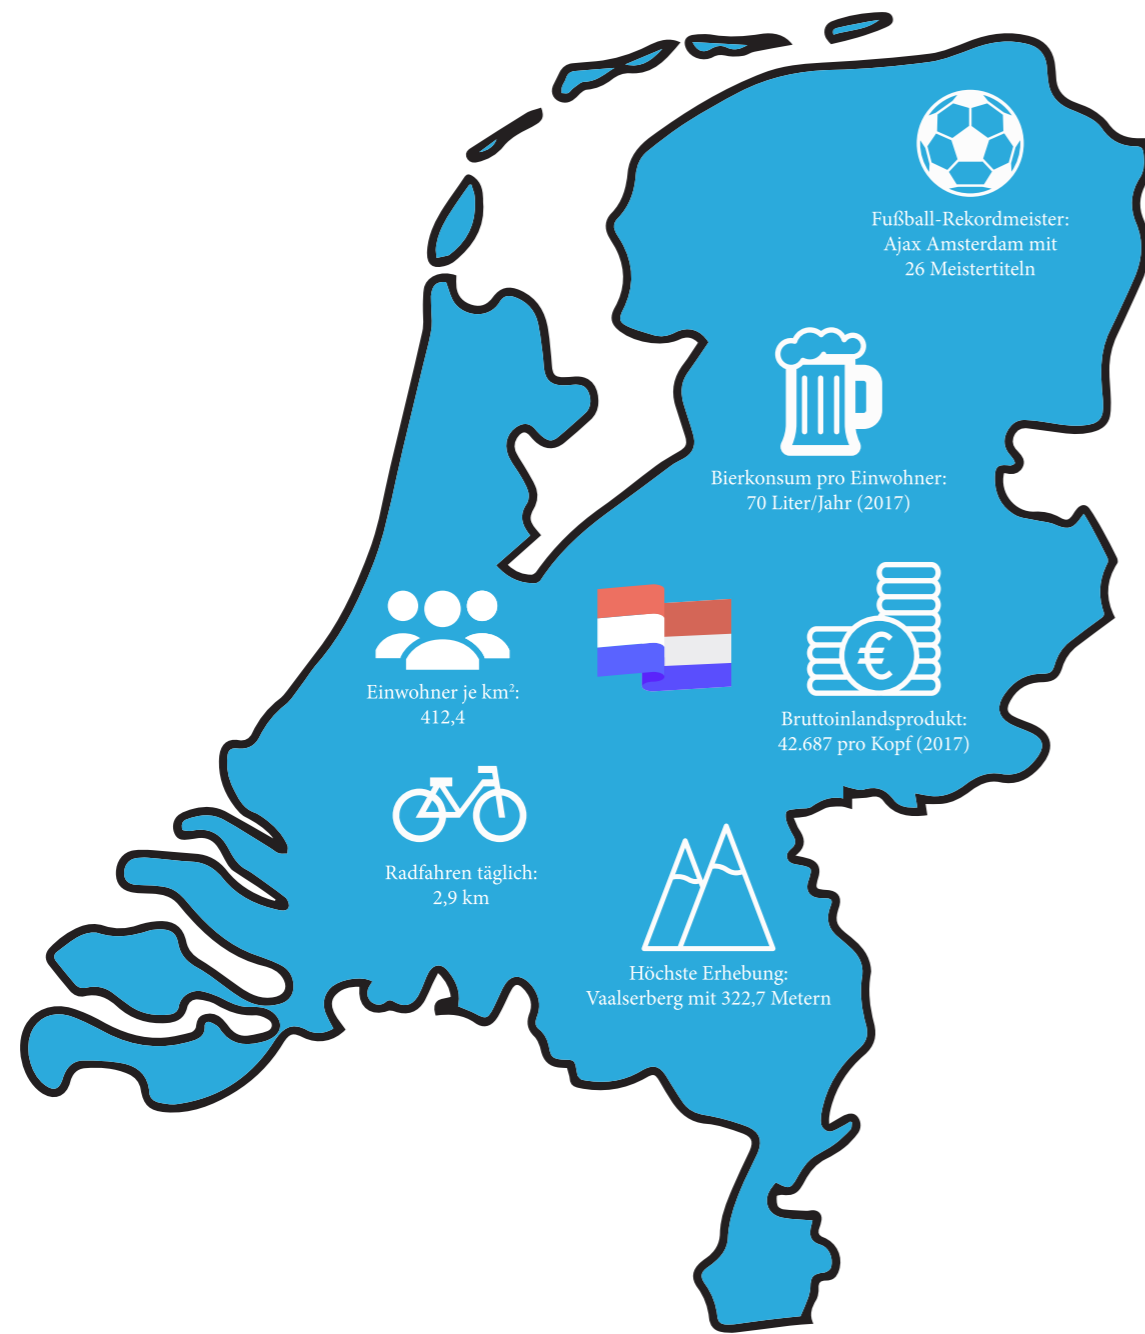 Fußball-Rekordmeister:
Ajax Amsterdam mit
26 Meistertiteln
Bierkonsum pro Einwohner:
70 Liter/Jahr (2017)
Einwohner je km²:
412,4
€
Bruttoinlandsprodukt:
42.687 pro Kopf (2017)
Radfahren täglich:
2,9 km
Höchste Erhebung:
Vaalserberg mit 322,7 Metern